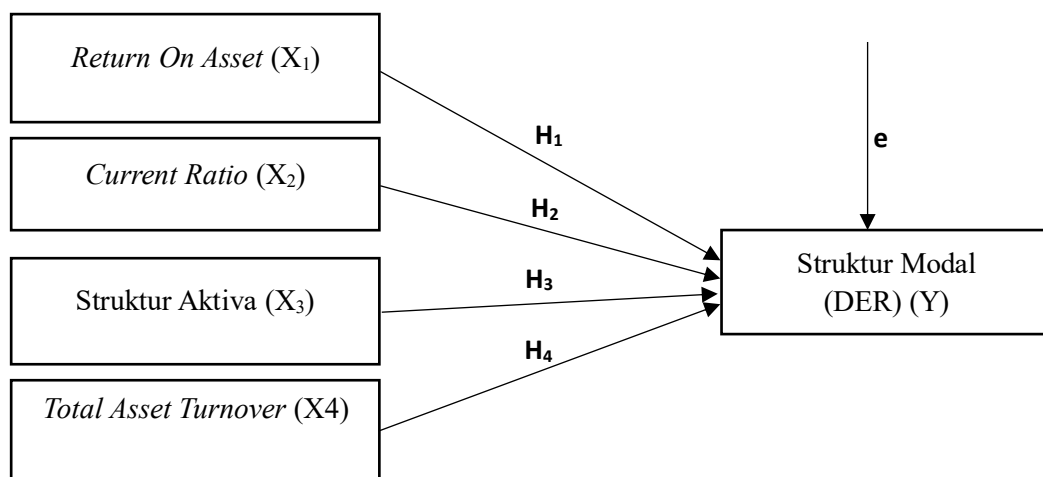 Return On Asset (X₁)
H₁
e
Current Ratio (X₂)
H₂
Struktur Modal
(DER) (Y)
Struktur Aktiva (X₃)
H₃
H₄
Total Asset Turnover (X4)